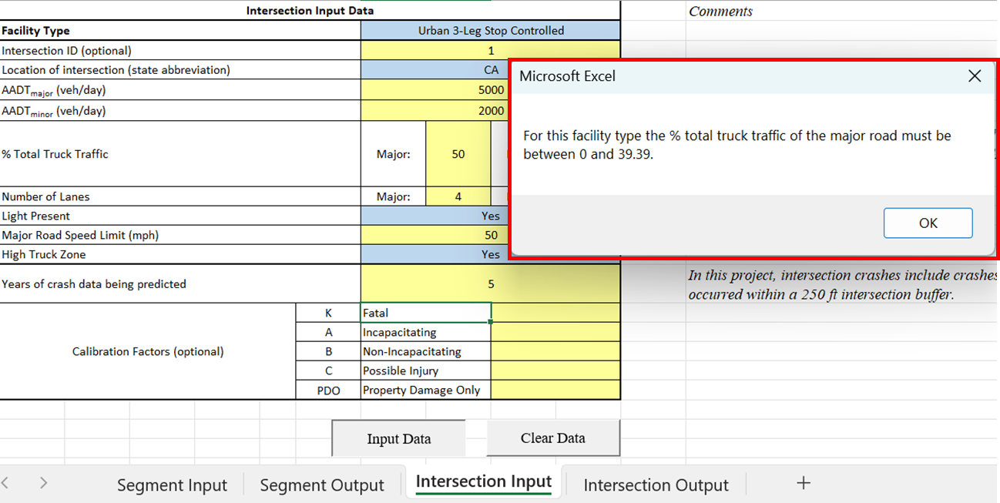 Intersection Input Data
Comments
Facility Type
Urban 3-Leg Stop Controlled
Intersection ID (optional)
1
Location of intersection (state abbreviation)
CA
AADTmajor (veh/day)
5000
AADTminor (veh/day)
2000
% Total Truck Traffic
Major:
50
Number of Lanes
Major:
4
Light Present
Yes
Major Road Speed Limit (mph)
50
High Truck Zone
Yes
Microsoft Excel
For this facility type the % total truck traffic of the major road must be
between 0 and 39.39.
OK
Years of crash data being predicted
5
In this project, intersection crashes include crashes
occurred within a 250 ft intersection buffer.
Calibration Factors (optional)
K
Fatal
A
Incapacitating
B
Non-Incapacitating
C
Possible Injury
PDO
Property Damage Only
Input Data
Clear Data
Segment Input
Segment Output
Intersection Input
Intersection Output